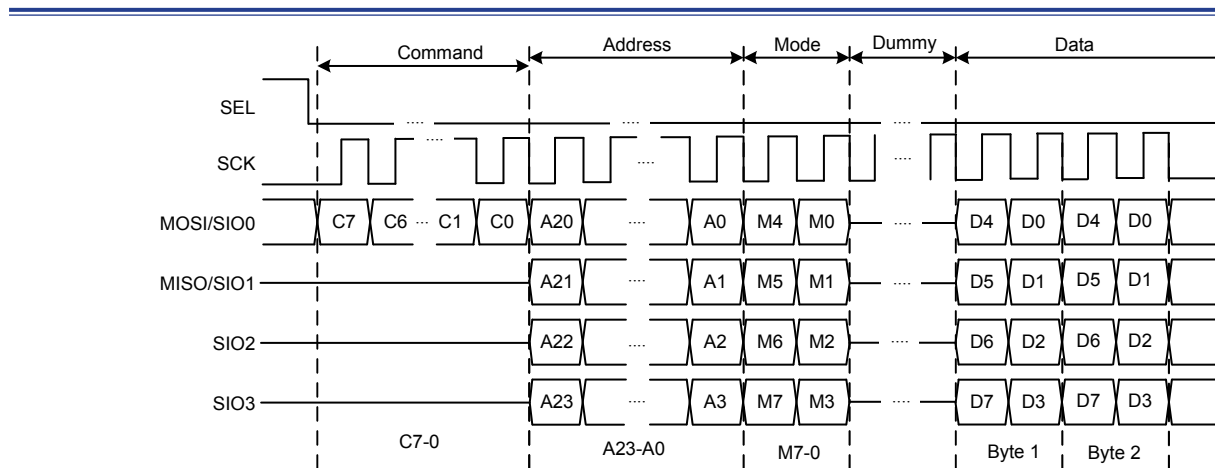 Command Address Mode Dummy Data
SEL .... .... ....
SCK .... .... ....
MOSI/SIO0 C7 C6 ... C1 C0 A20 .... A0 M4 M0 .... D4 D0 D4 D0
MISO/SIO1 A21 .... A1 M5 M1 .... D5 D1 D5 D1
SIO2 A22 .... A2 M6 M2 .... D6 D2 D6 D2
SIO3 A23 .... A3 M7 M3 .... D7 D3 D7 D3
C7-0 A23-A0 M7-0 Byte 1 Byte 2